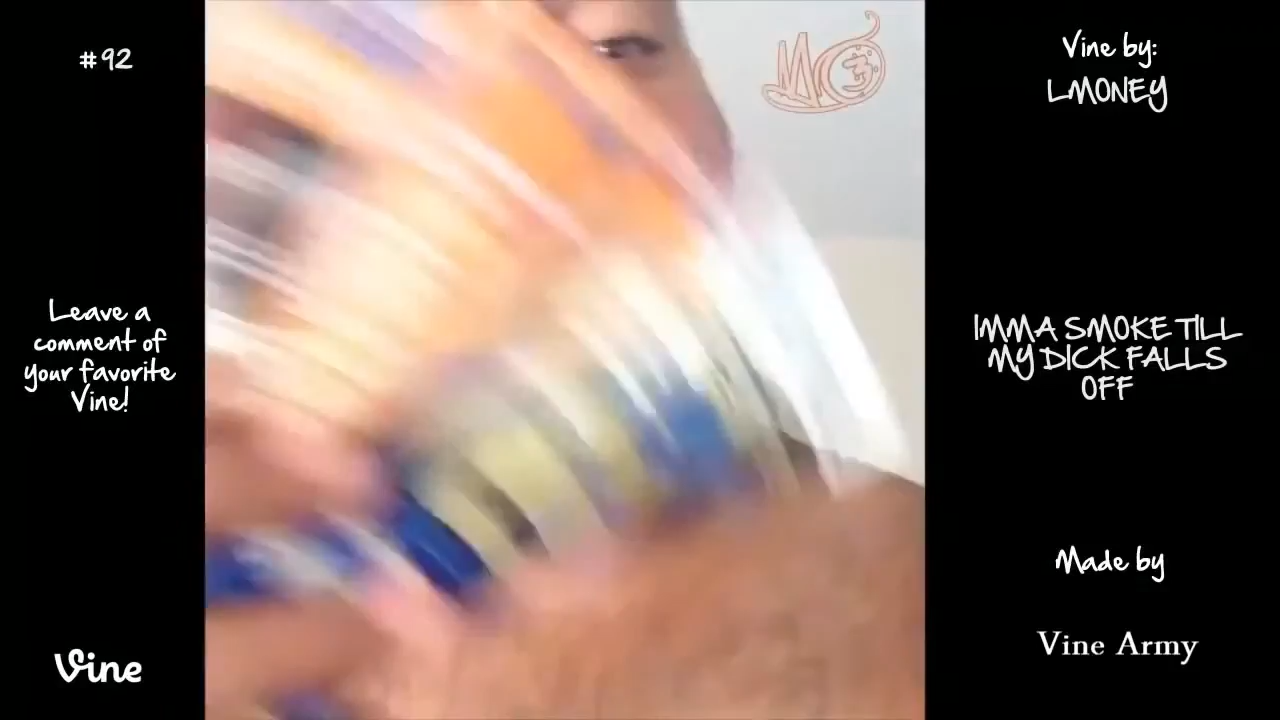 #92
Leave a
comment of
your favorite
Vine!
Vine
Vine by:
LMONEY
IMMA SMOKE TILL
MY DICK FALLS
OFF
Made by
Vine Army